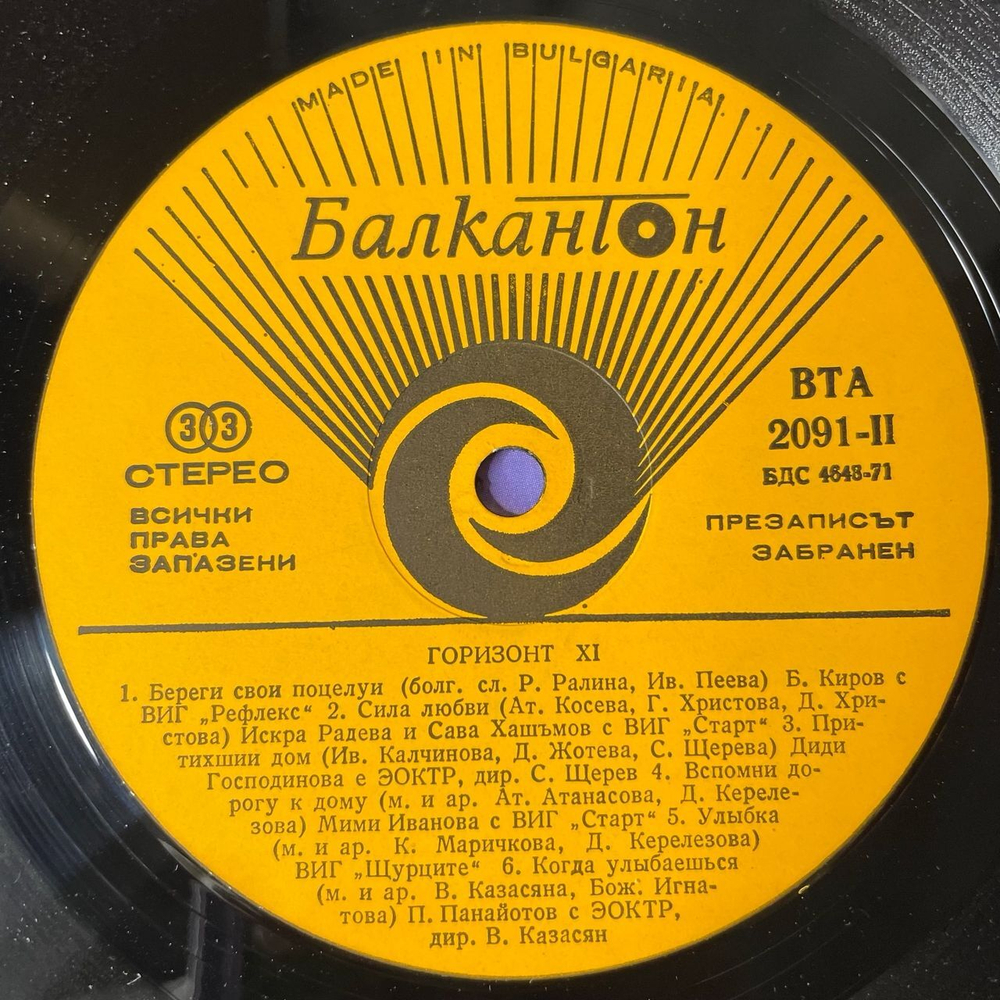 MADE IN BULGARIA
Балкантон
33
СТЕРЕО
ВСИЧКИ
ПРАВА
ЗАПАЗЕНИ
ВТА
2091-II
БДС 4648-71
ПРЕЗАПИСЪТ
ЗАБРАНЕН
ГОРИЗОНТ XI
1. Береги свои поцелуи (болг. сл. Р. Ралина, Ив. Пеева) Б. Киров с
ВИГ „Рефлекс“ 2. Сила любви (Ат. Косева, Г. Христова, Д. Хри-
стова) Искра Радева и Сава Хашъмов с ВИГ „Старт“ 3. При-
тихшии дом (Ив. Калчинова, Д. Жотева, С. Щерева) Диди
Господинова е ЭОКТР, дир. С. Щерев 4. Вспомни до-
рогу к дому (м. и ар. Ат. Атанасова, Д. Кереле-
зова) Мими Иванова с ВИГ „Старт“ 5. Улыбка
(м. и ар. К. Маричкова, Д. Керелезова)
ВИГ „Щурците“ 6. Когда улыбаешься
(м. и ар. В. Казасяна, Бож. Игна-
това) П. Панайотов с ЭОКТР,
дир. В. Казасян